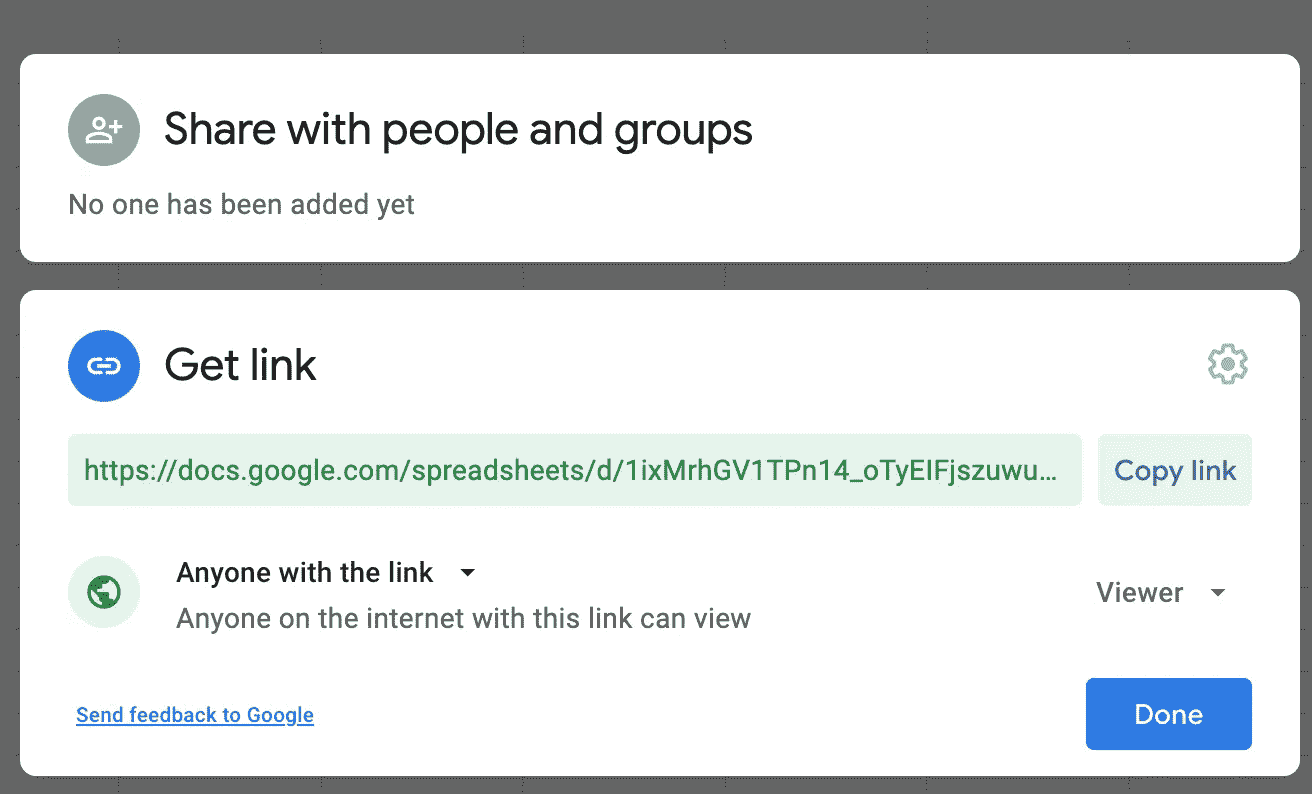 Share with people and groups
No one has been added yet
Get link
https://docs.google.com/spreadsheets/d/1ixMrhGV1TPn14_oTyEIFjszuwu...
Copy link
Anyone with the link
Anyone on the internet with this link can view
Viewer
Send feedback to Google
Done